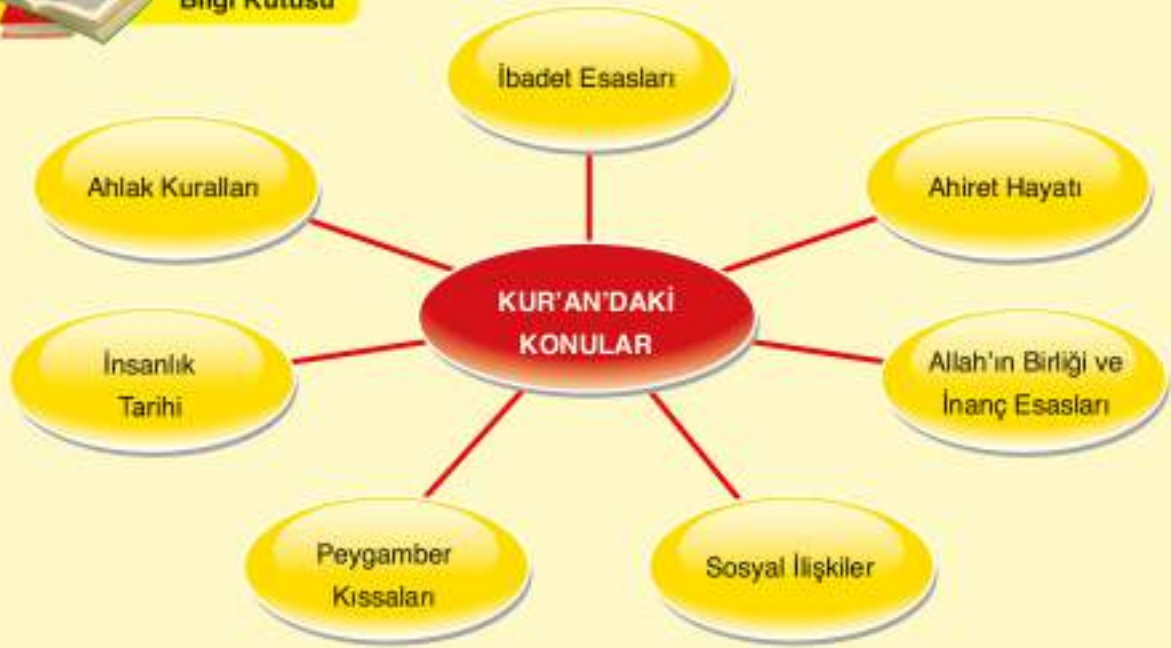 Bilgi Kutusu
İbadet Esasları
Ahlak Kuralları
Ahiret Hayatı
KUR'AN'DAKİ
KONULAR
İnsanlık
Tarihi
Allah'ın Birliği ve
İnanç Esasları
Peygamber
Kıssaları
Sosyal İlişkiler